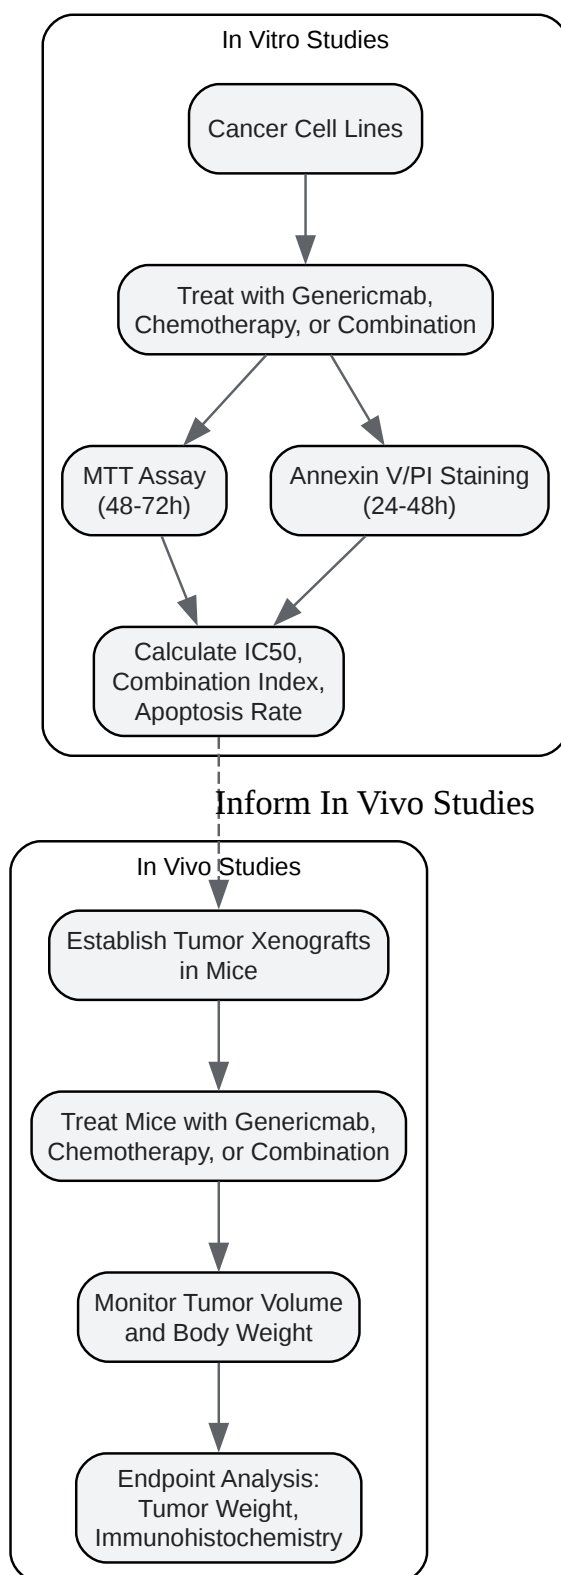 In Vitro Studies
Cancer Cell Lines
Treat with Genericmab,
Chemotherapy, or Combination
MTT Assay
(48-72h)
Annexin V/PI Staining
(24-48h)
Calculate IC50,
Combination Index,
Apoptosis Rate
Inform In Vivo Studies
In Vivo Studies
Establish Tumor Xenografts
in Mice
Treat Mice with Genericmab,
Chemotherapy, or Combination
Monitor Tumor Volume
and Body Weight
Endpoint Analysis:
Tumor Weight,
Immunohistochemistry